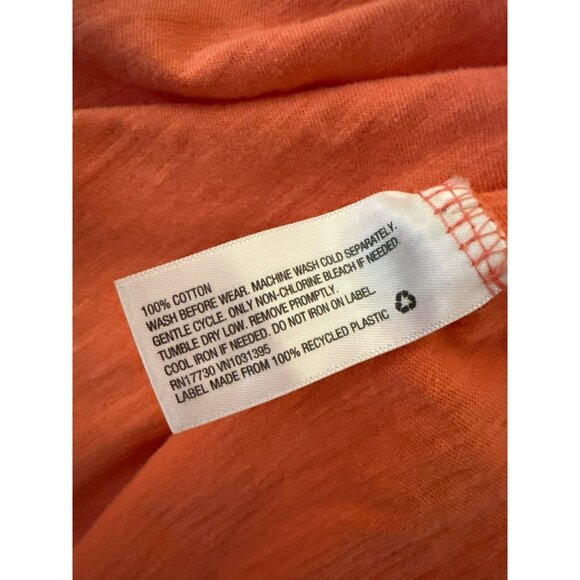 100% COTTON
WASH BEFORE WEAR. MACHINE WASH COLD SEPARATELY.
GENTLE CYCLE. ONLY NON-CHLORINE BLEACH IF NEEDED.
TUMBLE DRY LOW. REMOVE PROMPTLY.
COOL IRON IF NEEDED. DO NOT IRON ON LABEL
RN17730 VN1031395
LABEL MADE FROM 100% RECYCLED PLASTIC